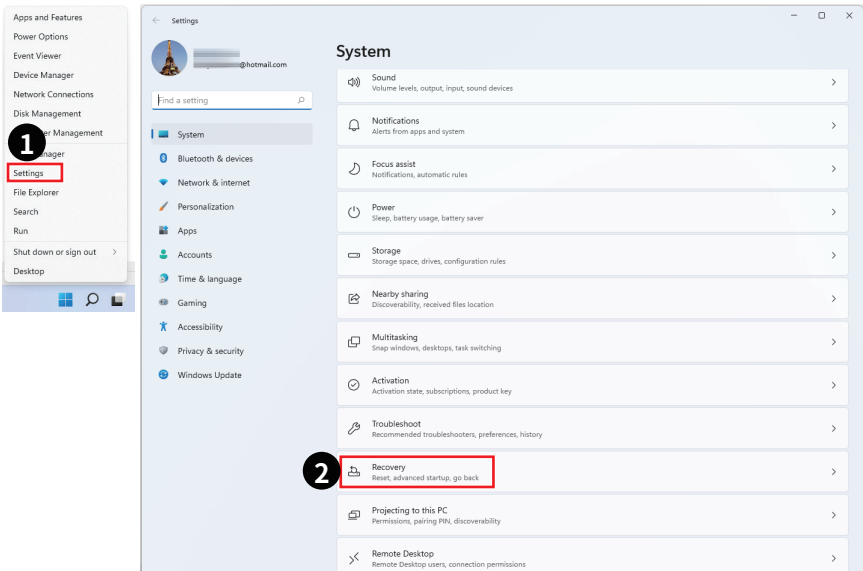 Apps and Features
Power Options
Event Viewer
Device Manager
Network Connections
Disk Management
er Management
1
anager
Settings
File Explorer
Search
Run
Shut down or sign out
Desktop
Settings
@hotmail.com
Find a setting
System
Bluetooth & devices
Network & internet
Personalization
Apps
Accounts
Time & language
Gaming
Accessibility
Privacy & security
Windows Update
System
Sound
Volume levels, output, input, sound devices
Notifications
Alerts from apps and system
Focus assist
Notifications, automatic rules
Power
Sleep, battery usage, battery saver
Storage
Storage space, drives, configuration rules
Nearby sharing
Discoverability, received files location
Multitasking
Snap windows, desktops, task switching
Activation
Activation state, subscriptions, product key
Troubleshoot
Recommended troubleshooters, preferences, history
2
Recovery
Reset, advanced startup, go back
Projecting to this PC
Permissions, pairing PIN, discoverability
Remote Desktop
Remote Desktop users, connection permissions